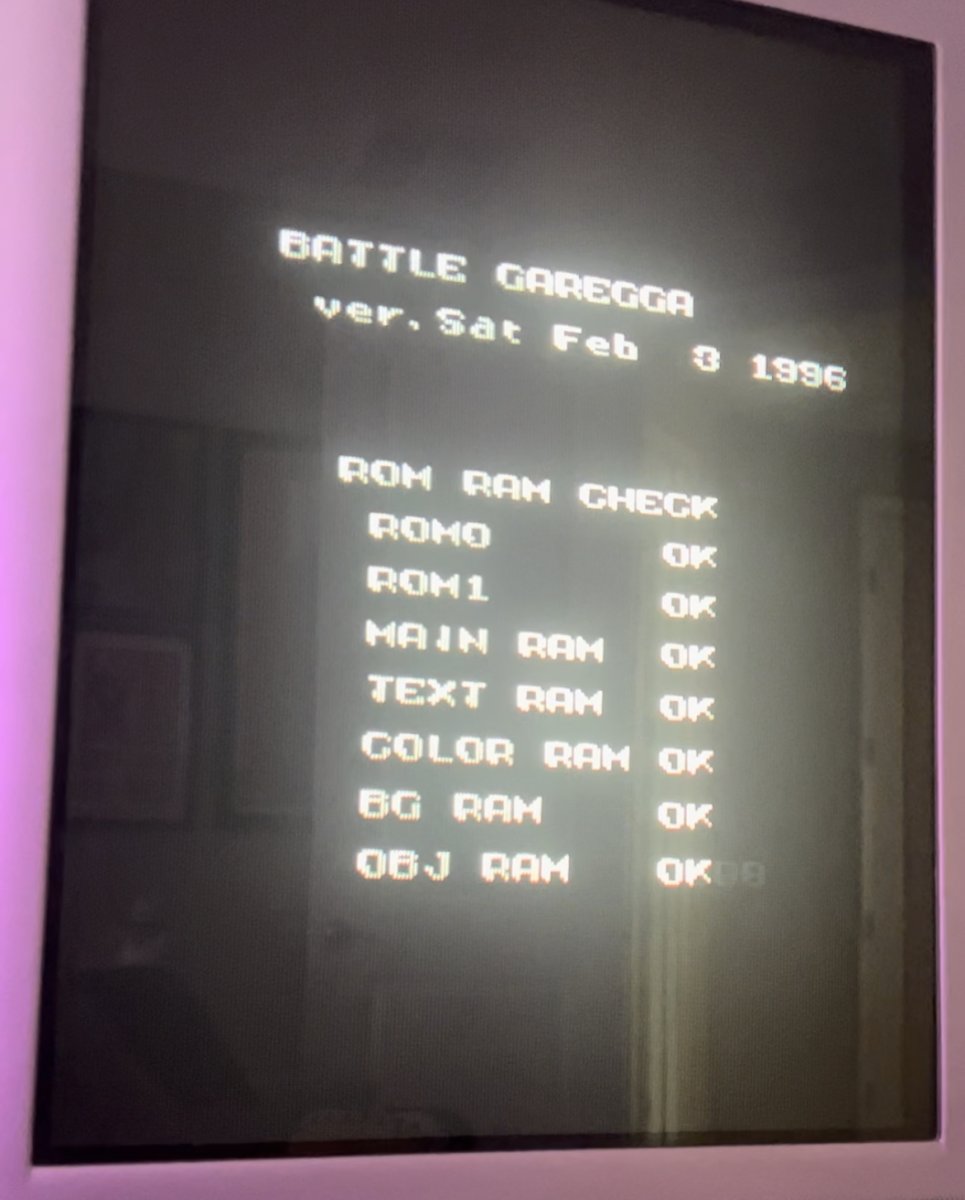 BATTLE GAREGGA
ver.Sat Feb 3 1996
ROM RAM CHECK
ROM0 OK
ROM1 OK
MAIN RAM OK
TEXT RAM OK
COLOR RAM OK
BG RAM OK
OBJ RAM OK